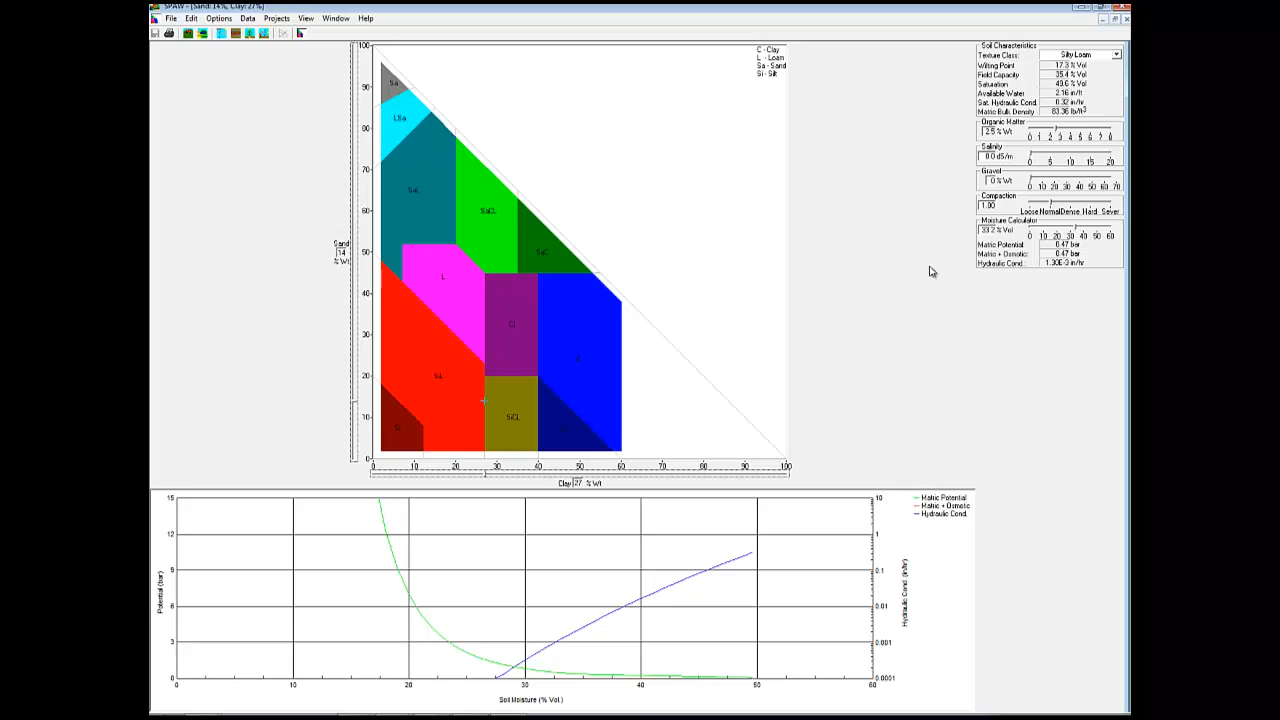 SPAW - [Sand: 14%, Clay: 27%]
File Edit Options Data Projects View Window Help
100
90
80
70
60
50
40
30
20
10
0
Sand
14
% Wt
C - Clay
L - Loam
Sa - Sand
Si - Silt
Sa
LSa
SaL
SaCL
SaC
L
CL
C
SiL
SiCL
Si
0 10 20 30 40 50 60 70 80 90 100
Clay 27 % Wt
Soil Characteristics
Texture Class: Silty Loam
Wilting Point 17.3 % Vol
Field Capacity 35.4 % Vol
Saturation 49.6 % Vol
Available Water 2.16 in/ft
Sat. Hydraulic Cond. 0.32 in/hr
Matric Bulk Density 83.36 lb/ft3
Organic Matter
2.5 % Wt 0 1 2 3 4 5 6 7 8
Salinity
0.0 dS/m 0 5 10 15 20
Gravel
0 % Wt 0 10 20 30 40 50 60 70
Compaction
1.00 Loose Normal Dense Hard Sever
Moisture Calculator
33.2 % Vol 0 10 20 30 40 50 60
Matric Potential: 0.47 bar
Matric + Osmotic: 0.47 bar
Hydraulic Cond.: 1.30E-3 in/hr
15
12
9
6
3
0
Potential (bar)
10
1
0.1
0.01
0.001
0.0001
Hydraulic Cond. (in/hr)
Matric Potential
Matric + Osmotic
Hydraulic Cond.
0 10 20 30 40 50 60
Soil Moisture (% Vol.)